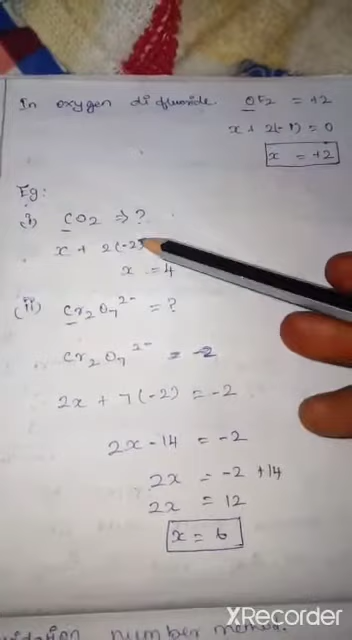 In oxygen difluoride. OF2 = +2
x + 2(-1) = 0
x = +2
Eg:
i) CO2 => ?
x + 2(-2)
x = 4
(ii) Cr2O7 2- = ?
Cr2O7 2- = -2
2x + 7(-2) = -2
2x - 14 = -2
2x = -2 + 14
2x = 12
x = 6
number
XRecorder